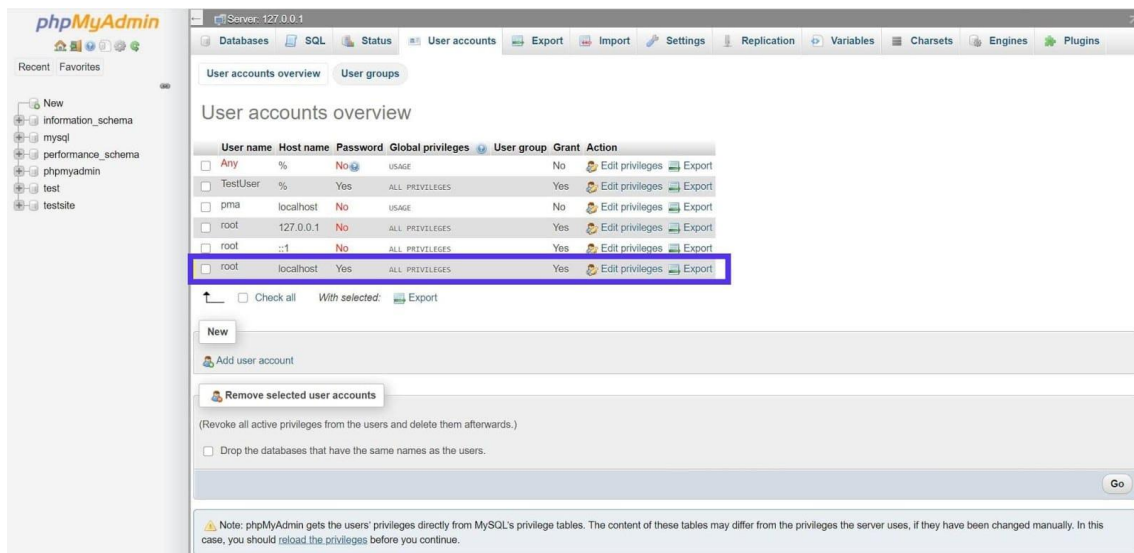 phpMyAdmin
Recent Favorites
New
information_schema
mysql
performance_schema
phpmyadmin
test
testsite
Server: 127.0.0.1
Databases SQL Status User accounts Export Import Settings Replication Variables Charsets Engines Plugins
User accounts overview User groups
User accounts overview
User name Host name Password Global privileges User group Grant Action
Any % No USAGE No Edit privileges Export
TestUser % Yes ALL PRIVILEGES Yes Edit privileges Export
pma localhost No USAGE No Edit privileges Export
root 127.0.0.1 No ALL PRIVILEGES Yes Edit privileges Export
root ::1 No ALL PRIVILEGES Yes Edit privileges Export
root localhost Yes ALL PRIVILEGES Yes Edit privileges Export
Check all With selected: Export
New
Add user account
Remove selected user accounts
(Revoke all active privileges from the users and delete them afterwards.)
Drop the databases that have the same names as the users.
Go
Note: phpMyAdmin gets the users' privileges directly from MySQL's privilege tables. The content of these tables may differ from the privileges the server uses, if they have been changed manually. In this
case, you should reload the privileges before you continue.